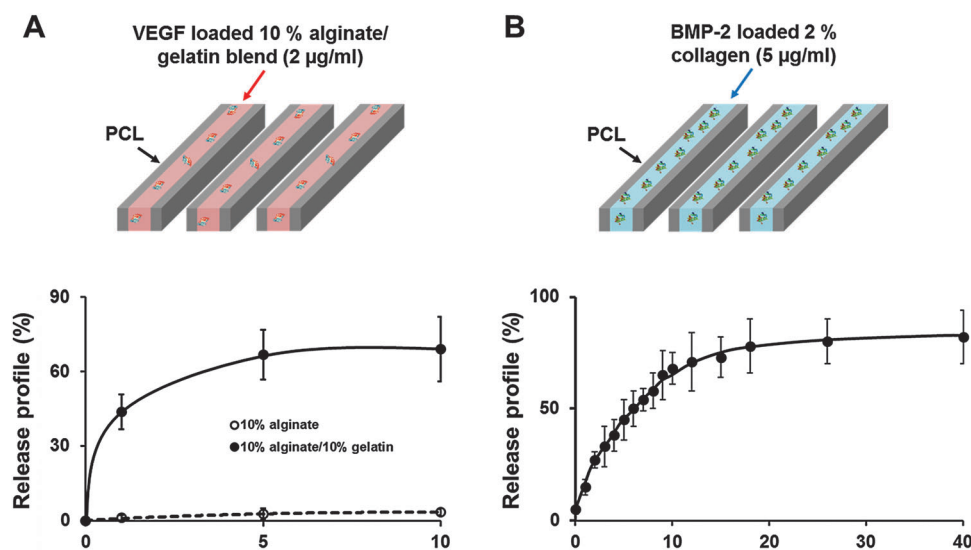 A
VEGF loaded 10 % alginate/
gelatin blend (2 µg/ml)
PCL
90
60
30
0
Release profile (%)
10% alginate
10% alginate/10% gelatin
0
5
10
B
BMP-2 loaded 2 %
collagen (5 µg/ml)
PCL
100
50
0
Release profile (%)
0
10
20
30
40